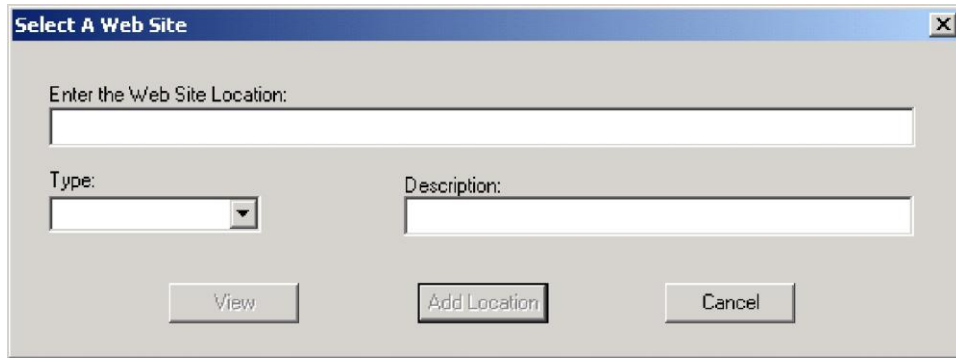 Select A Web Site
Enter the Web Site Location:
Type:
Description:
View
Add Location
Cancel